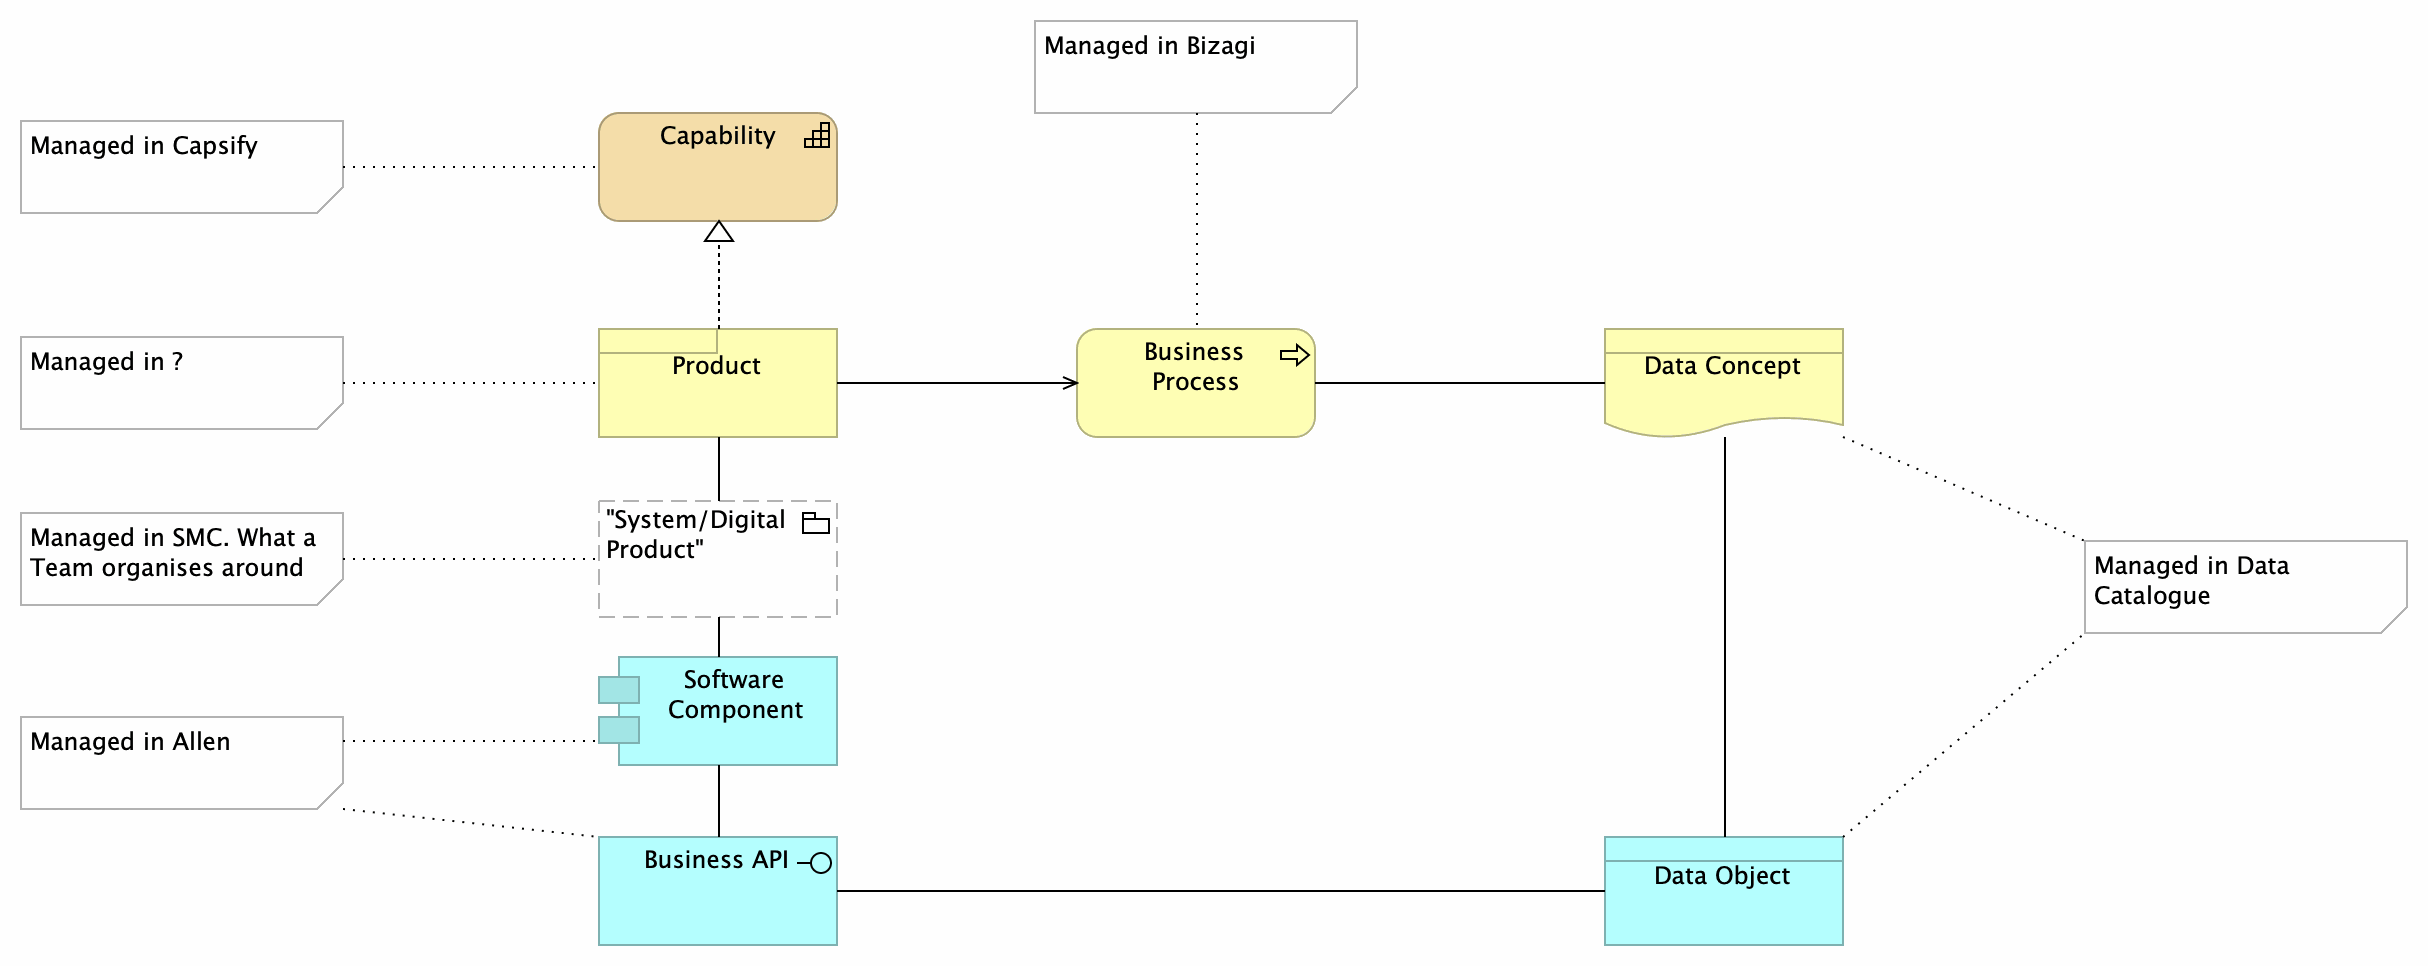 Managed in Bizagi
Managed in Capsify
Capability
Managed in ?
Product
Business
Process
Data Concept
Managed in SMC. What a
Team organises around
"System/Digital
Product"
Managed in Data
Catalogue
Software
Component
Managed in Allen
Business API
Data Object